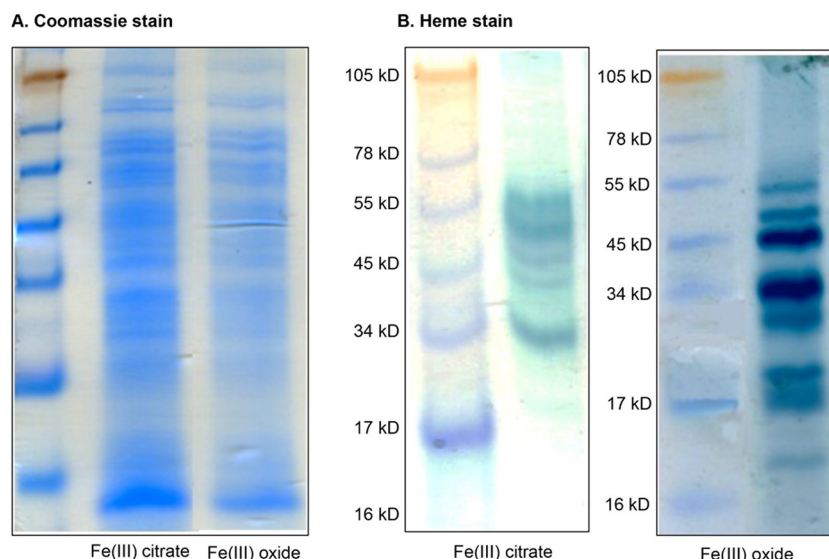 A. Coomassie stain
B. Heme stain
105 kD
78 kD
55 kD
45 kD
34 kD
17 kD
16 kD
105 kD
78 kD
55 kD
45 kD
34 kD
17 kD
16 kD
Fe(III) citrate Fe(III) oxide
Fe(III) citrate
Fe(III) oxide